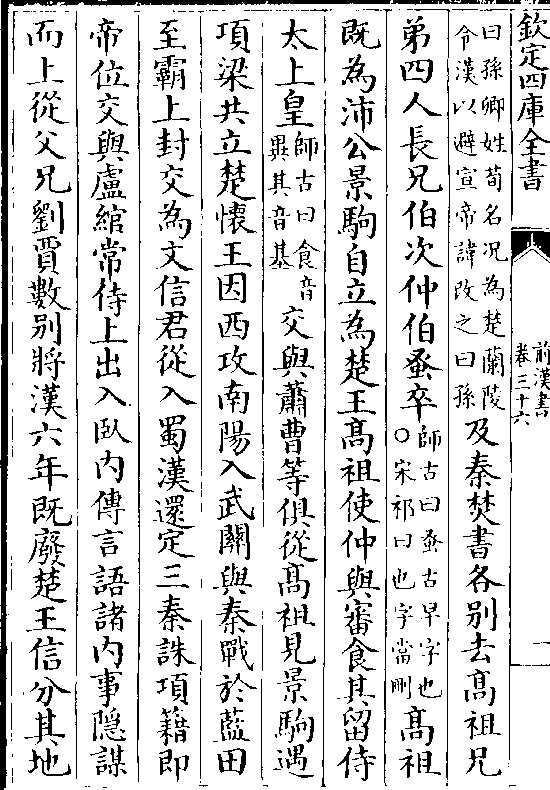 欽定四庫全書
前漢書
卷三十六
一
曰孫卿姓荀名況為楚蘭陵
令漢以避宣帝諱改之曰孫
及秦焚書各別去高祖兄
弟四人長兄伯次仲伯蚤卒
師古曰蚤古早字也
○宋祁曰也字當刪
高祖
既為沛公景駒自立為楚王高祖使仲與審食其留侍
太上皇
師古曰食音
異其音基
交與蕭曹等俱從高祖見景駒遇
項梁共立楚懷王因西攻南陽入武關與秦戰於藍田
至霸上封交為文信君從入蜀漢還定三秦誅項籍即
帝位交與盧綰常侍上出入臥内傳言語諸内事隠謀
而上從父兄劉賈數别將漢六年既廢楚王信分其地